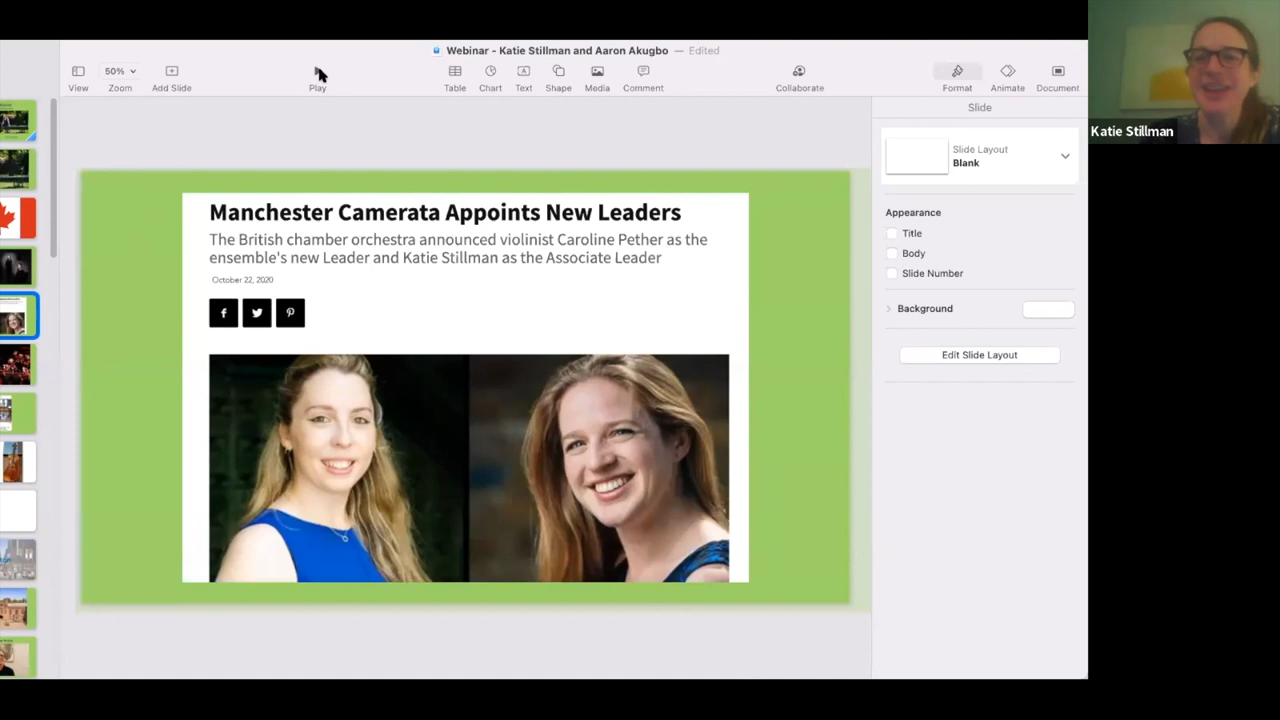 Webinar - Katie Stillman and Aaron Akugbo — Edited
50%
View
Zoom
Add Slide
Play
Table
Chart
Text
Shape
Media
Comment
Collaborate
Format
Animate
Document
Katie Stillman
Slide
Slide Layout
Blank
Appearance
Title
Body
Slide Number
Background
Edit Slide Layout
Manchester Camerata Appoints New Leaders
The British chamber orchestra announced violinist Caroline Pether as the
ensemble's new Leader and Katie Stillman as the Associate Leader
October 22, 2020